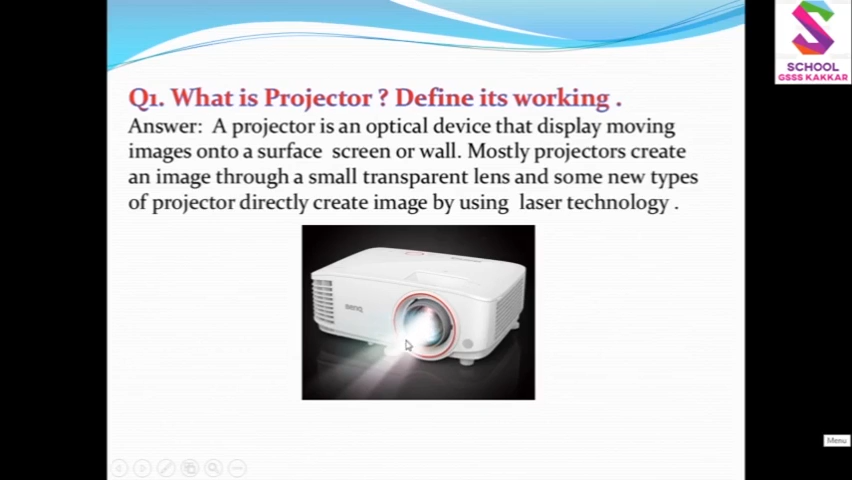 Q1. What is Projector ? Define its working .
Answer: A projector is an optical device that display moving
images onto a surface screen or wall. Mostly projectors create
an image through a small transparent lens and some new types
of projector directly create image by using laser technology .
BenQ
SCHOOL
GSSS KAKKAR
Menu